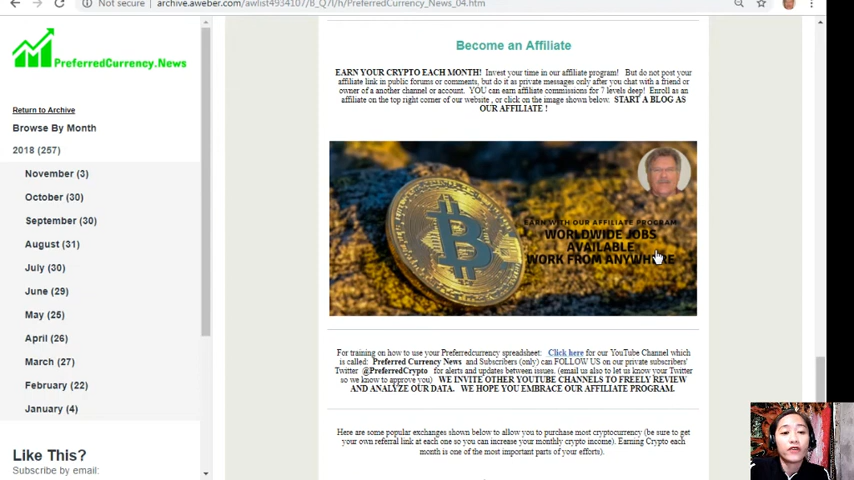 Not secure
archive.aweber.com/awlist4934107/8_Q7I/h/PreferredCurrency_News_04.htm
PreferredCurrency.News
Return to Archive
Browse By Month
2018 (257)
November (3)
October (30)
September (30)
August (31)
July (30)
June (29)
May (25)
April (26)
March (27)
February (22)
January (4)
Like This?
Subscribe by email:
Become an Affiliate
EARN YOUR CRYPTO EACH MONTH! Invest your time in our affiliate program! But do not post your
affiliate link in public forums or comments, but do it as private messages only after you chat with a friend or
owner of a another channel or account. YOU can earn affiliate commissions for 7 levels deep! Enroll as an
affiliate on the top right corner of our website , or click on the image shown below. START A BLOG AS
OUR AFFILIATE !
EARN WITH OUR AFFILIATE PROGRAM
WORLDWIDE JOBS
AVAILABLE
WORK FROM ANYWHERE
For training on how to use your Preferredcurrency spreadsheet: Click here for our YouTube Channel which
is called: Preferred Currency News and Subscribers (only) can FOLLOW US on our private subscribers'
Twitter @PreferredCrypto for alerts and updates between issues. (email us also to let us know your Twitter
so we know to approve you) WE INVITE OTHER YOUTUBE CHANNELS TO FREELY REVIEW
AND ANALYZE OUR DATA. WE HOPE YOU EMBRACE OUR AFFILIATE PROGRAM.
Here are some popular exchanges shown below to allow you to purchase most cryptocurrency (be sure to get
your own referral link at each one so you can increase your monthly crypto income). Earning Crypto each
month is one of the most important parts of your efforts).